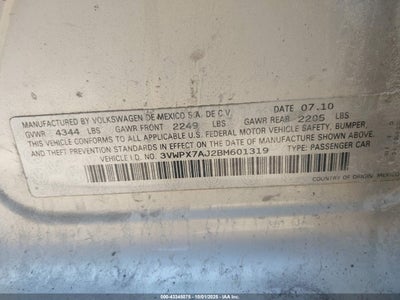 MANUFACTURED BY VOLKSWAGEN DE MEXICO S.A. DE C.V. DATE 07.10
GVWR 4344 LBS GAWR FRONT 2249 LBS GAWR REAR 2205 LBS
THIS VEHICLE CONFORMS TO ALL APPLICABLE U.S. FEDERAL MOTOR VEHICLE SAFETY, BUMPER,
AND THEFT PREVENTION STANDARDS IN EFFECT ON THE DATE OF MANUFACTURE SHOWN ABOVE
VEHICLE I.D. NO. 3VWPX7AJ2BM601319 TYPE: PASSENGER CAR
COUNTRY OF ORIGIN MEXICO
000-43345075 - 10/01/2025 - IAA Inc.